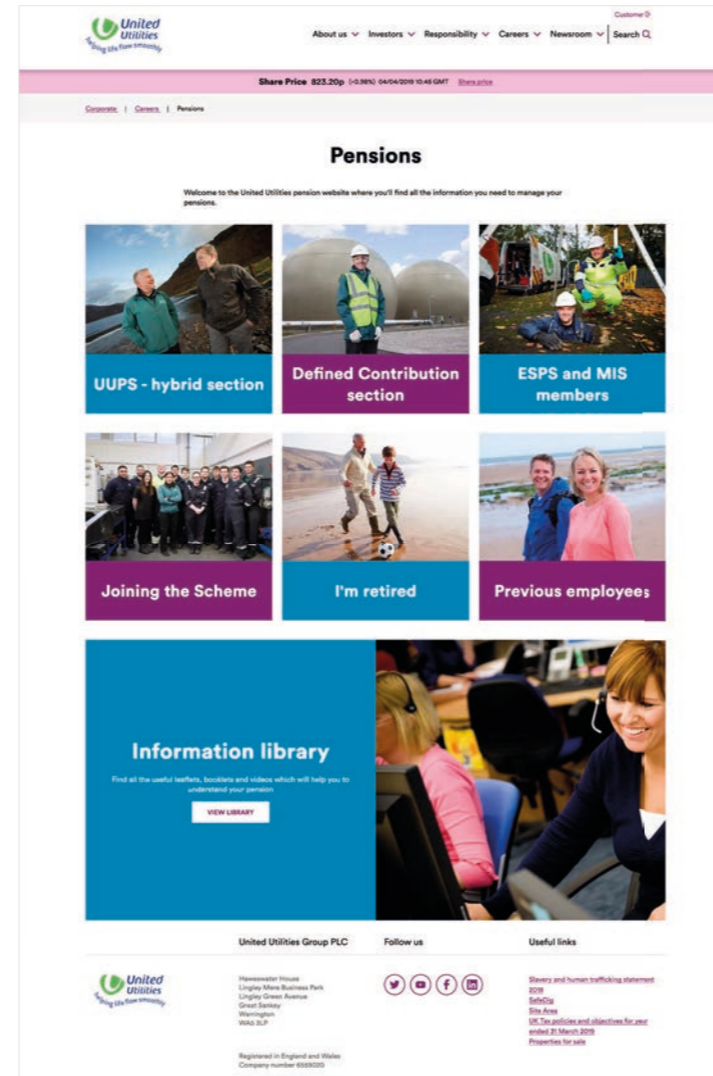 United
Utilities
helping life flow smoothly
Customer
About us
Investors
Responsibility
Careers
Newsroom
Search
Share Price 823.20p (-0.98%) 04/04/2019 10:45 GMT Share price
Corporate | Careers | Pensions
Pensions
Welcome to the United Utilities pension website where you'll find all the information you need to manage your
pensions.
UUPS - hybrid section
Defined Contribution
section
ESPS and MIS
members
Joining the Scheme
I'm retired
Previous employees
Information library
Find all the useful leaflets, booklets and videos which will help you to
understand your pension
VIEW LIBRARY
United Utilities Group PLC
Follow us
Useful links
United
Utilities
helping life flow smoothly
Haweswater House
Lingley Mere Business Park
Lingley Green Avenue
Great Sankey
Warrington
WA5 3LP
Registered in England and Wales
Company number 6559020
Slavery and human trafficking statement
2018
SafeDig
Site Area
UK Tax policies and objectives for year
ended 31 March 2019
Properties for sale